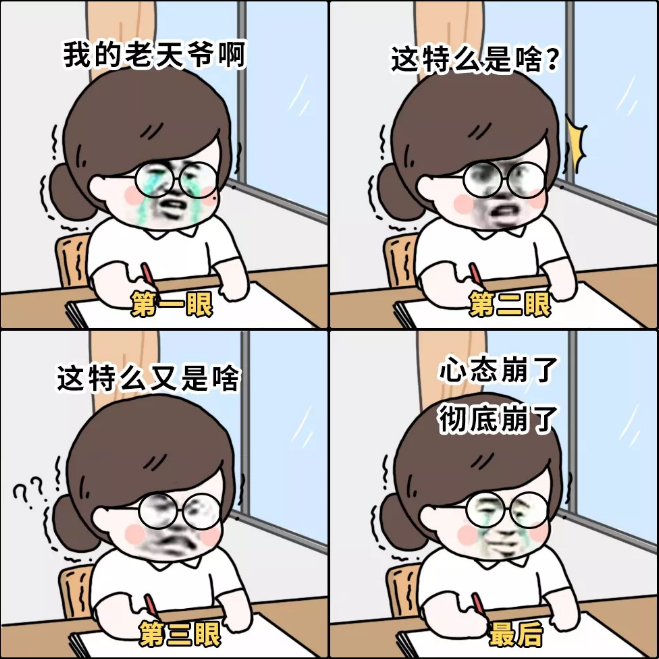 我的老天爷啊
第一眼
这特么是啥?
第二眼
这特么又是啥
??
第三眼
心态崩了
彻底崩了
最后